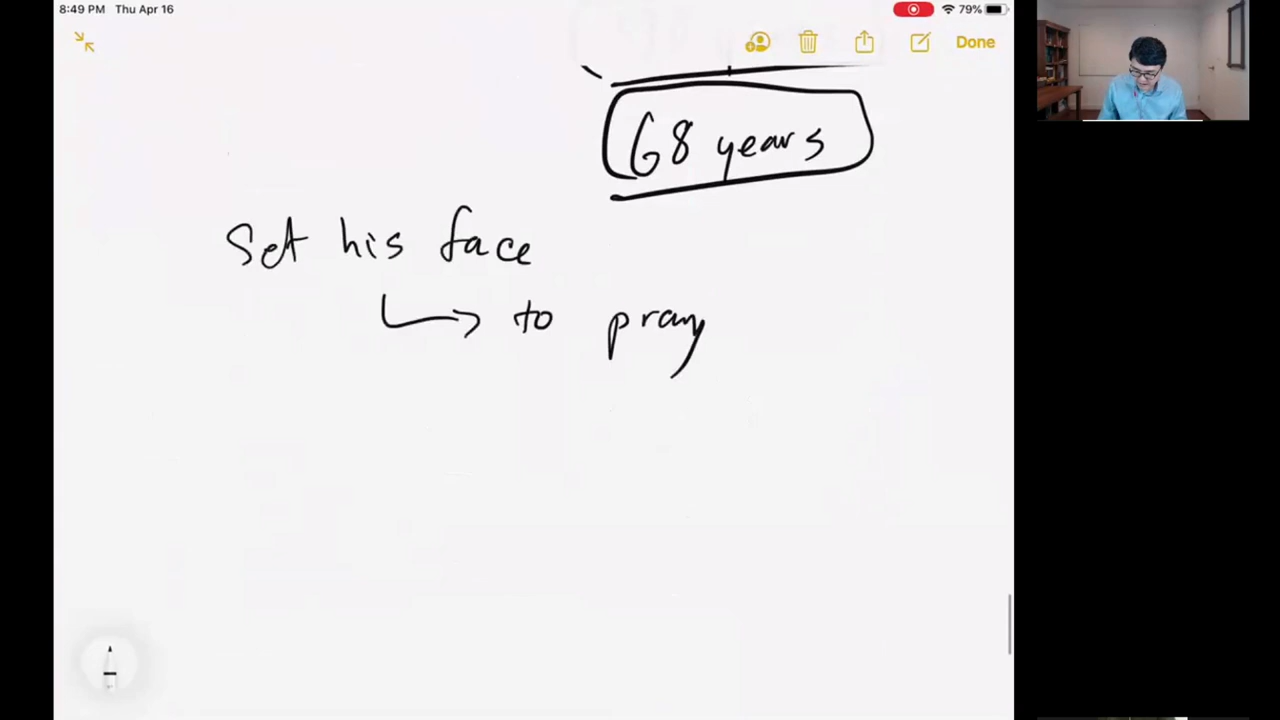 8:49 PM Thu Apr 16
79%
Done
68 years
Set his face
to pray